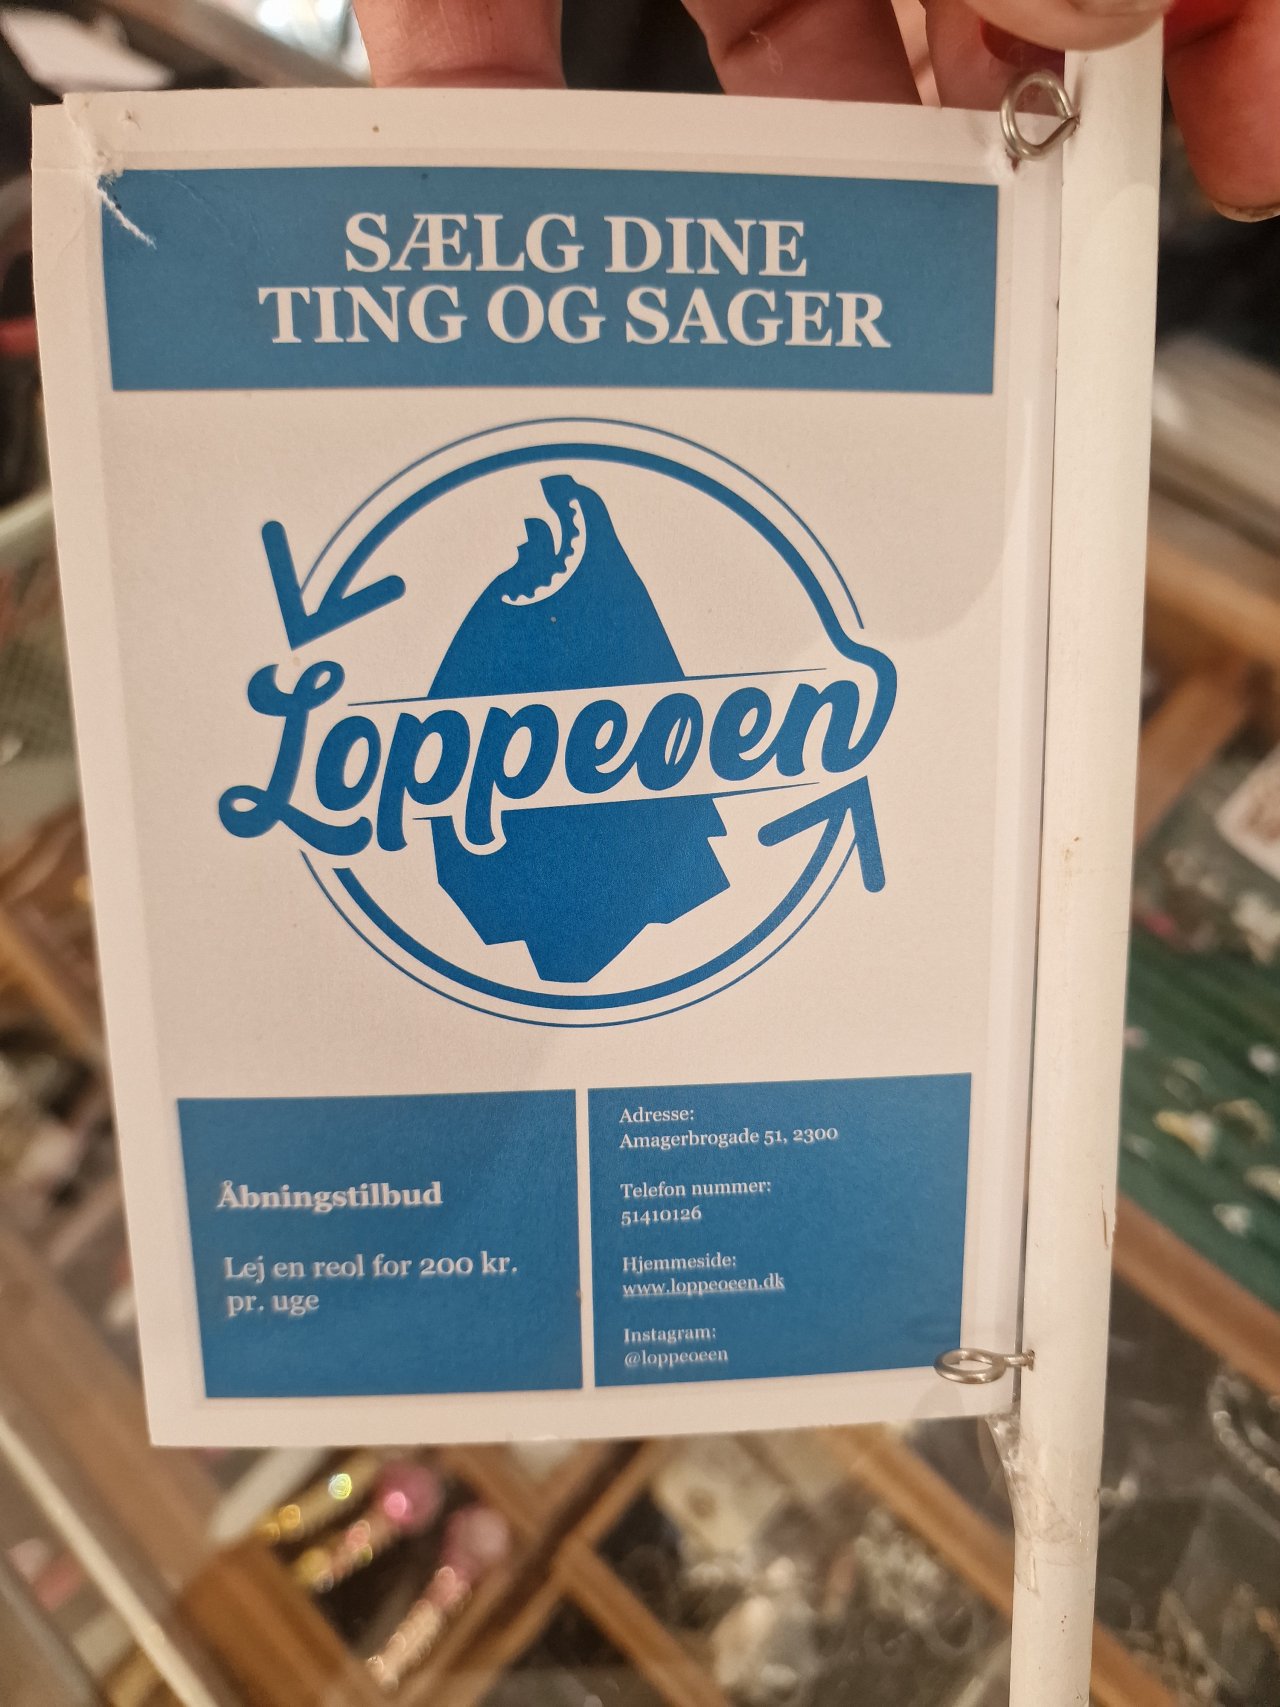 SÆLG DINE
TING OG SAGER
Loppeøen
Åbningstilbud
Lej en reol for 200 kr.
pr. uge
Adresse:
Amagerbrogade 51, 2300
Telefon nummer:
51410126
Hjemmeside:
www.loppeoeen.dk
Instagram:
@loppeoeen